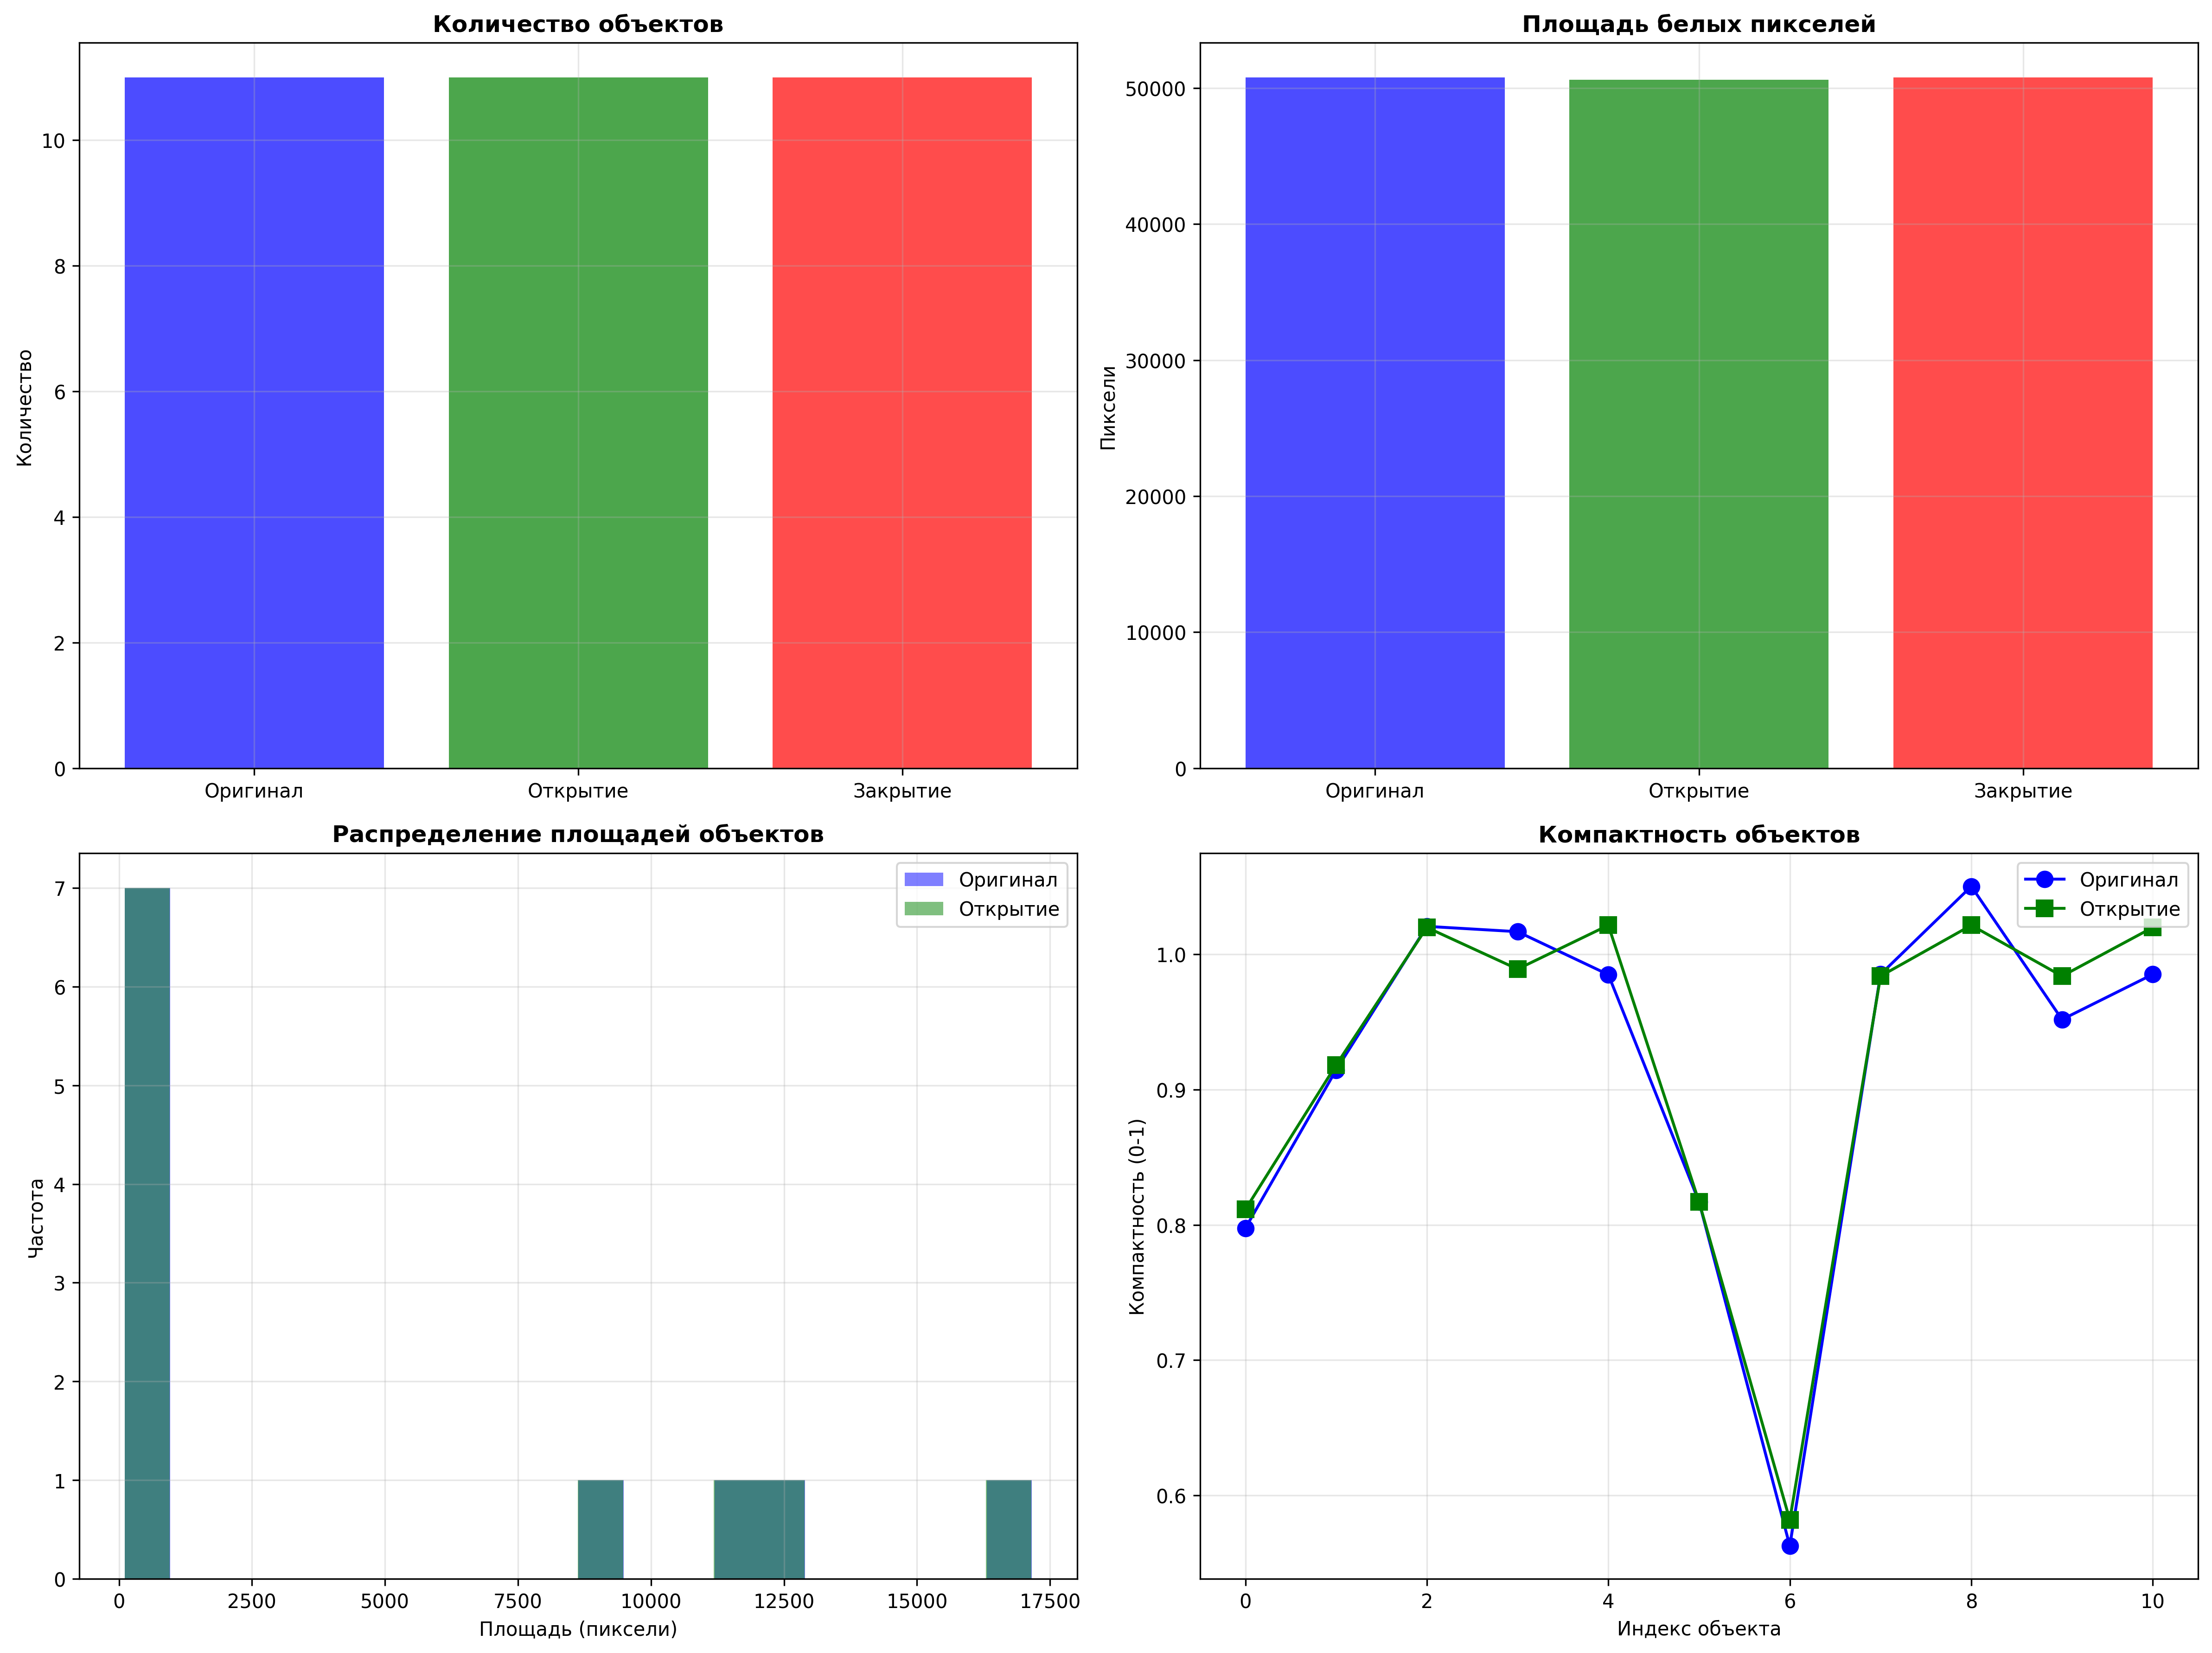 Количество объектов
Количество
10
8
6
4
2
0
Оригинал Открытие Закрытие
Площадь белых пикселей
Пиксели
50000
40000
30000
20000
10000
0
Оригинал Открытие Закрытие
Распределение площадей объектов
Оригинал
Открытие
Частота
7
6
5
4
3
2
1
0
0 2500 5000 7500 10000 12500 15000 17500
Площадь (пиксели)
Компактность объектов
Оригинал
Открытие
Компактность (0-1)
1.0
0.9
0.8
0.7
0.6
0 2 4 6 8 10
Индекс объекта